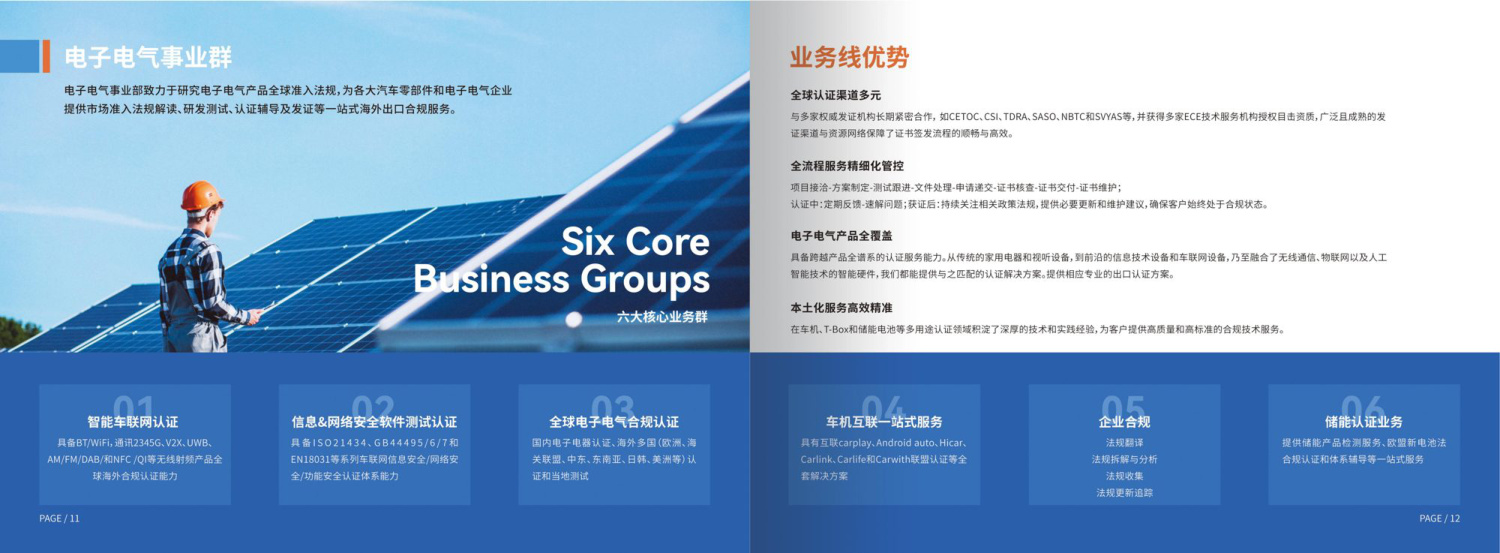 电子电气事业群
电子电气事业部致力于研究电子电气产品全球准入法规，为各大汽车零部件和电子电气企业
提供市场准入法规解读、研发测试、认证辅导及发证等一站式海外出口合规服务。
Six Core
Business Groups
六大核心业务群
01
智能车联网认证
具备BT/WiFi，通讯2345G、V2X、UWB、
AM/FM/DAB/和NFC /QI等无线射频产品全
球海外合规认证能力
02
信息&网络安全软件测试认证
具备ISO21434、GB44495/6/7和
EN18031等系列车联网信息安全/网络安
全/功能安全认证体系能力
03
全球电子电气合规认证
国内电子电器认证、海外多国（欧洲、海
关联盟、中东、东南亚、日韩、美洲等）认
证和当地测试
PAGE / 11
业务线优势
全球认证渠道多元
与多家权威发证机构长期紧密合作，如CETOC、CSI、TDRA、SASO、NBTC和SVYAS等，并获得多家ECE技术服务机构授权目击资质，广泛且成熟的发
证渠道与资源网络保障了证书签发流程的顺畅与高效。
全流程服务精细化管控
项目接洽-方案制定-测试跟进-文件处理-申请递交-证书核查-证书交付-证书维护；
认证中：定期反馈-速解问题；获证后：持续关注相关政策法规，提供必要更新和维护建议，确保客户始终处于合规状态。
电子电气产品全覆盖
具备跨越产品全谱系的认证服务能力。从传统的家用电器和视听设备，到前沿的信息技术设备和车联网设备，乃至融合了无线通信、物联网以及人工
智能技术的智能硬件，我们都能提供与之匹配的认证解决方案。提供相应专业的出口认证方案。
本土化服务高效精准
在车机、T-Box和储能电池等多用途认证领域积淀了深厚的技术和实践经验，为客户提供高质量和高标准的合规技术服务。
04
车机互联一站式服务
具有互联carplay、Android auto、Hicar、
Carlink、Carlife和Carwith联盟认证等全
套解决方案
05
企业合规
法规翻译
法规拆解与分析
法规收集
法规更新追踪
06
储能认证业务
提供储能产品检测服务、欧盟新电池法
合规认证和体系辅导等一站式服务
PAGE / 12